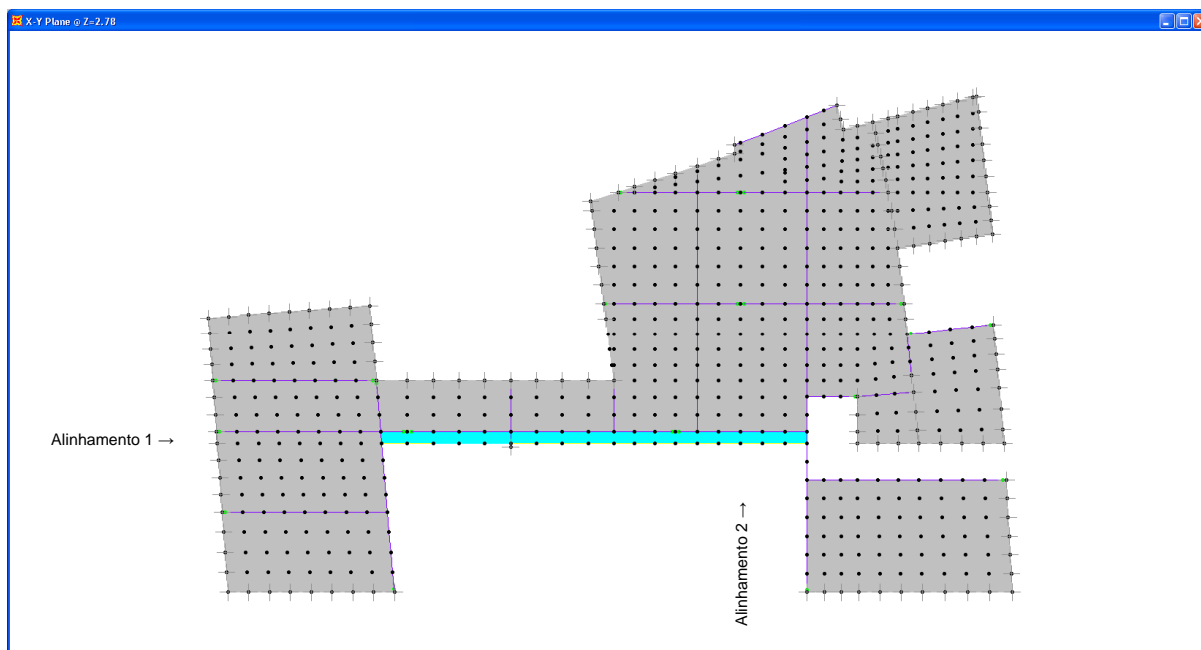 X-Y Plane @ Z=2.78
Alinhamento 1 →
Alinhamento 2 →